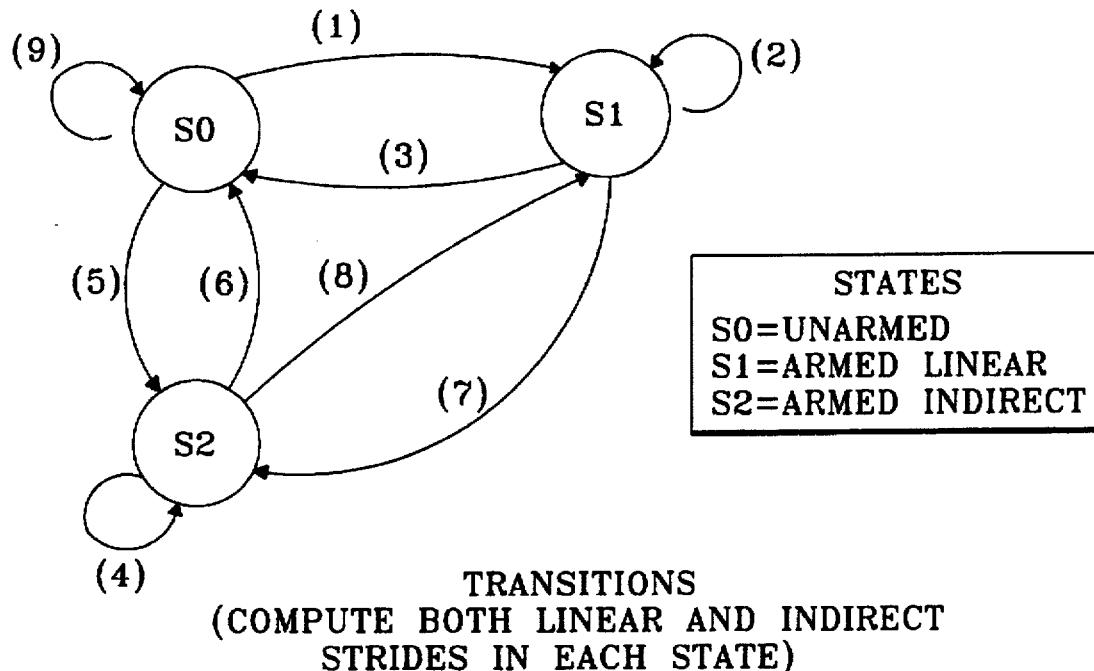 (1)
(9)
(2)
S0
S1
(3)
(5)
(6)
(8)
STATES
S0=UNARMED
S1=ARMED LINEAR
S2=ARMED INDIRECT
(7)
S2
(4)
TRANSITIONS
(COMPUTE BOTH LINEAR AND INDIRECT
STRIDES IN EACH STATE)